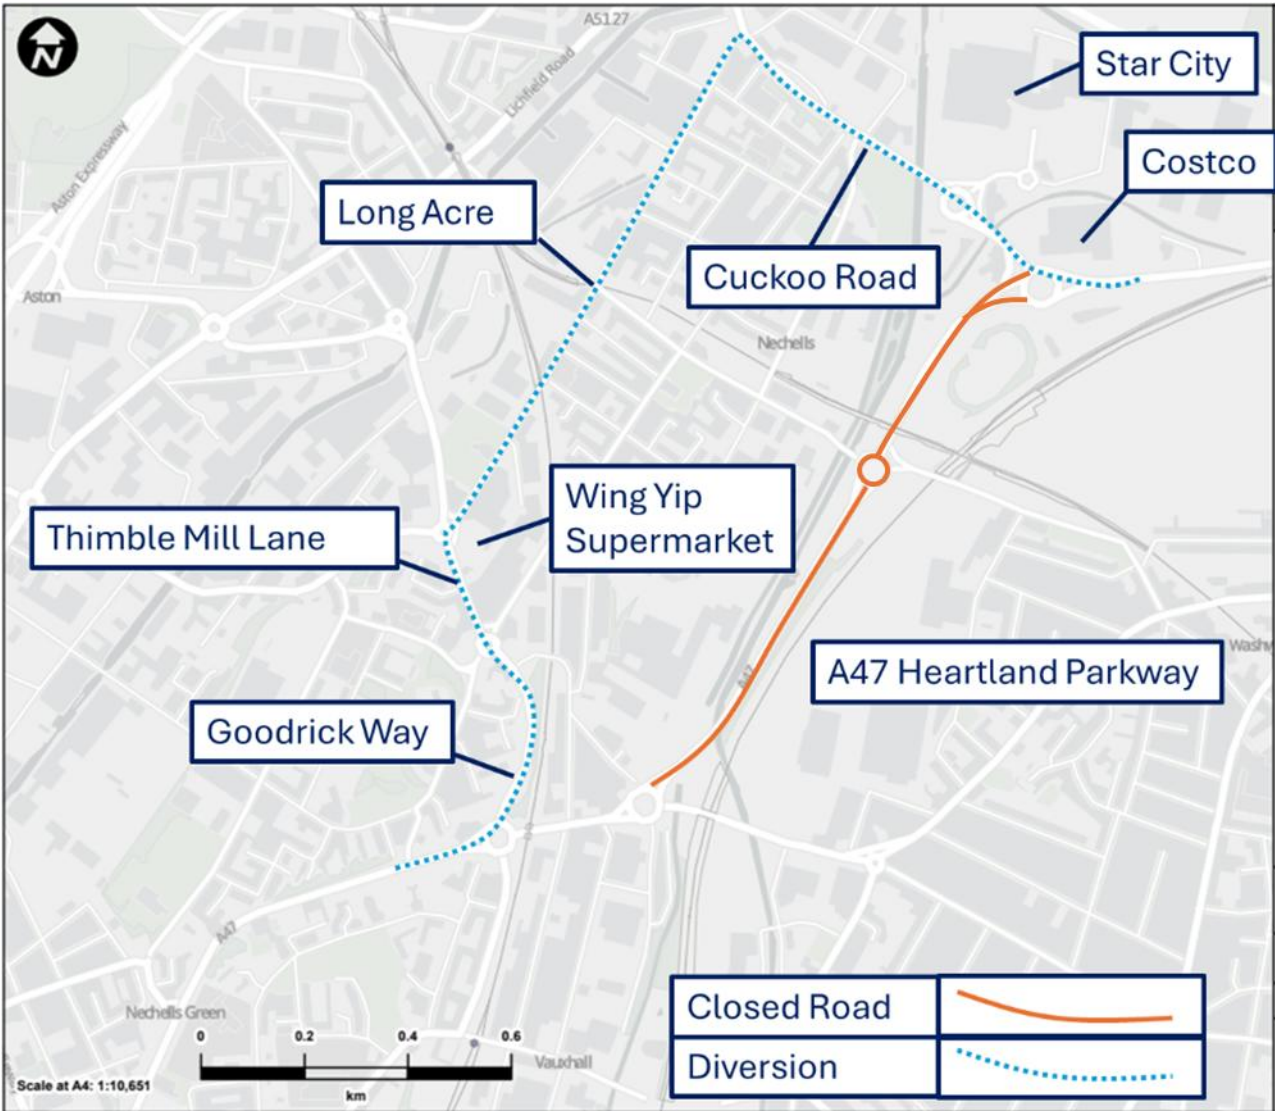 N
A5127
Lichfield Road
Aston Expressway
Star City
Costco
Long Acre
Cuckoo Road
Aston
Nechells
Wing Yip
Supermarket
Thimble Mill Lane
A47 Heartland Parkway
A47
Goodrick Way
A47
Nechells Green
Vauxhall
0 0.2 0.4 0.6
km
Scale at A4: 1:10,651
Closed Road
Diversion